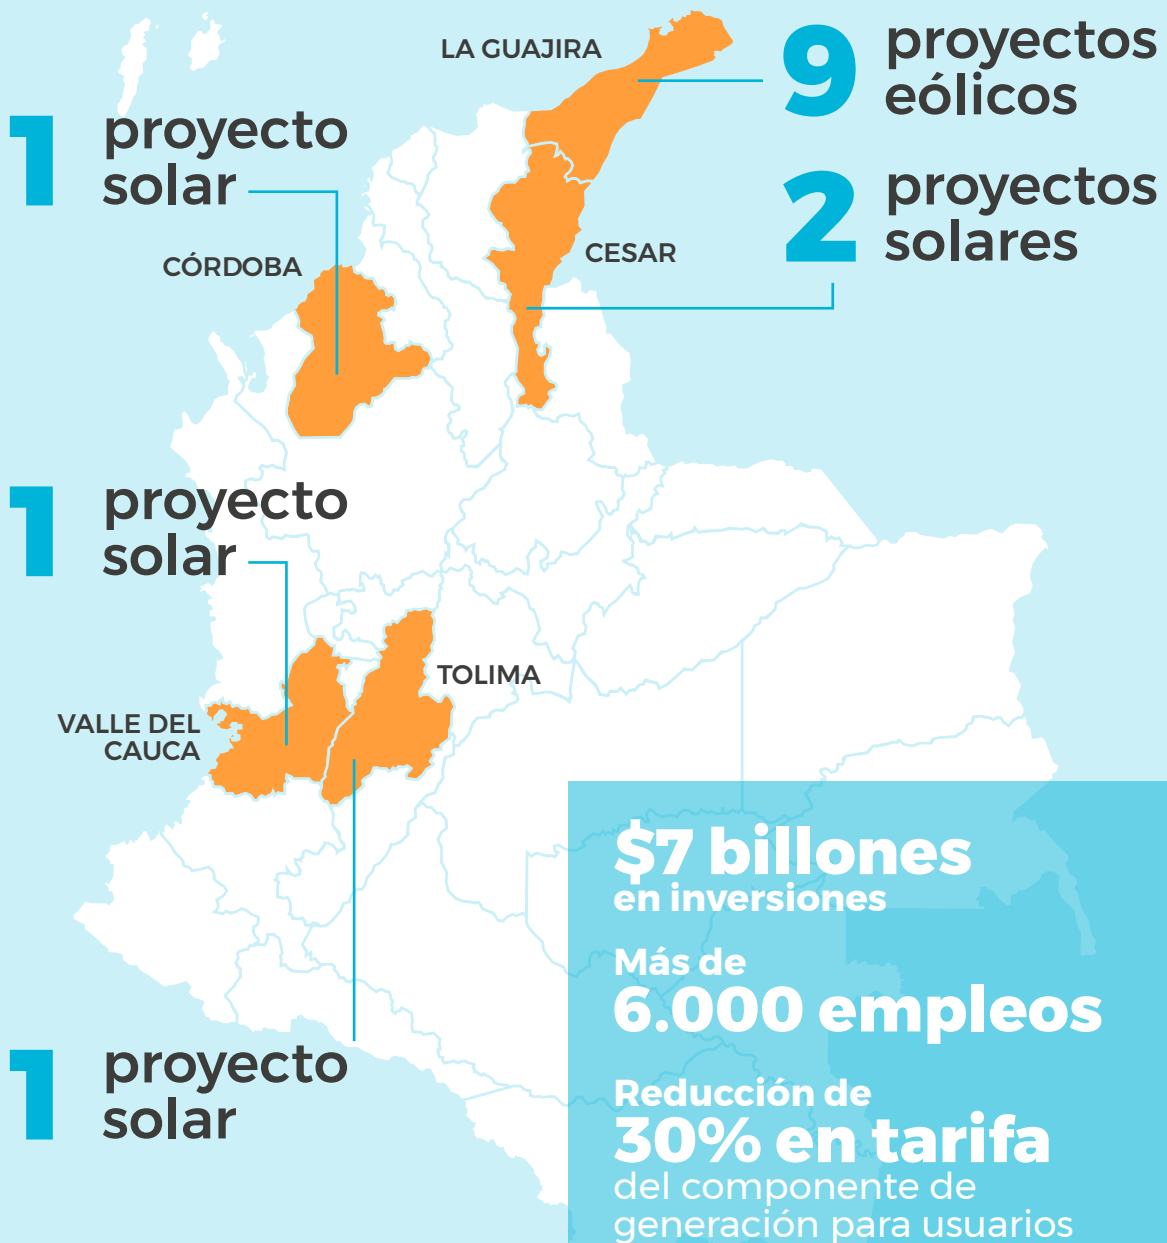 LA GUAJIRA
9 proyectos
eólicos
1 proyecto
solar
2 proyectos
solares
CÓRDOBA
CESAR
1 proyecto
solar
TOLIMA
VALLE DEL
CAUCA
1 proyecto
solar
$7 billones
en inversiones
Más de
6.000 empleos
Reducción de
30% en tarifa
del componente de
generación para usuarios